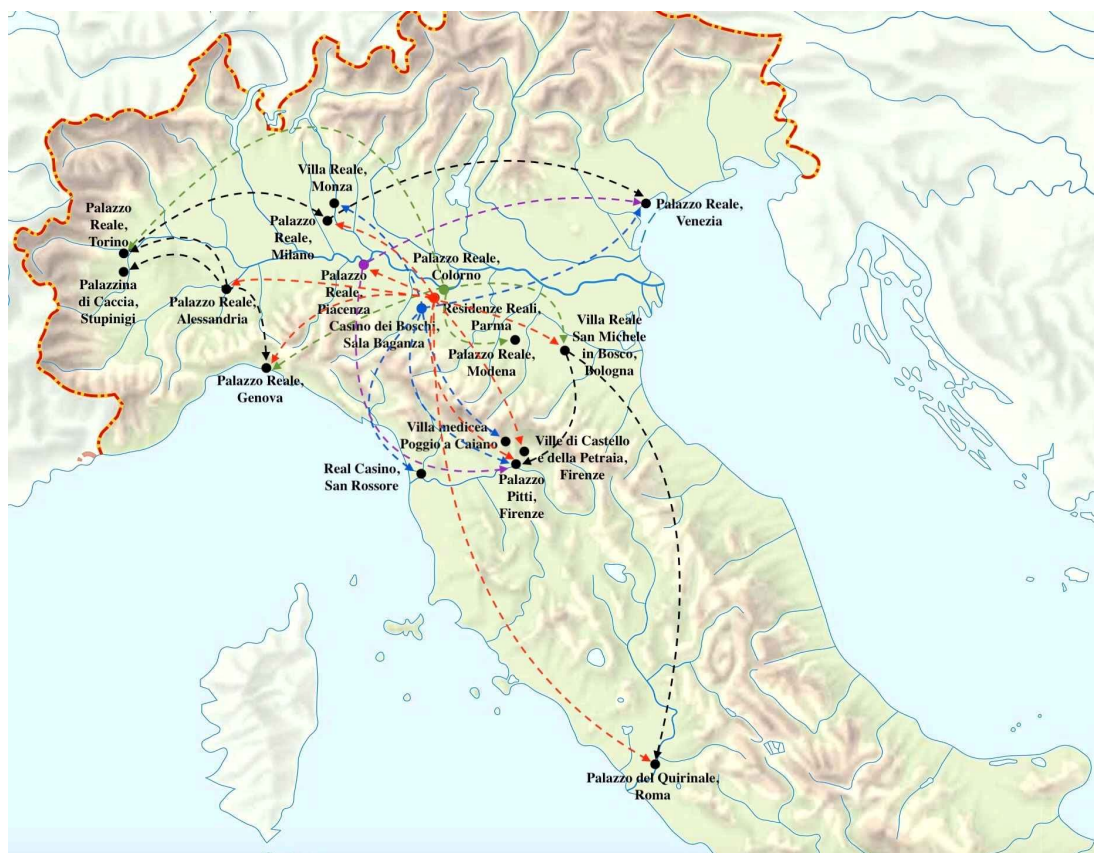 Villa Reale,
Monza
Palazzo
Reale,
Torino
Palazzo
Reale,
Milano
Palazzo Reale,
Venezia
Palazzo Reale,
Colorno
Palazzina
di Caccia,
Stupinigi
Palazzo Reale,
Alessandria
Palazzo
Reale,
Piacenza
Residenze Reali,
Parma
Casino dei Boschi,
Sala Baganza
Villa Reale
San Michele
in Bosco,
Bologna
Palazzo Reale,
Modena
Palazzo Reale,
Genova
Villa medicea
Poggio a Caiano
Ville di Castello
e della Petraia,
Firenze
Real Casino,
San Rossore
Palazzo
Pitti,
Firenze
Palazzo del Quirinale,
Roma